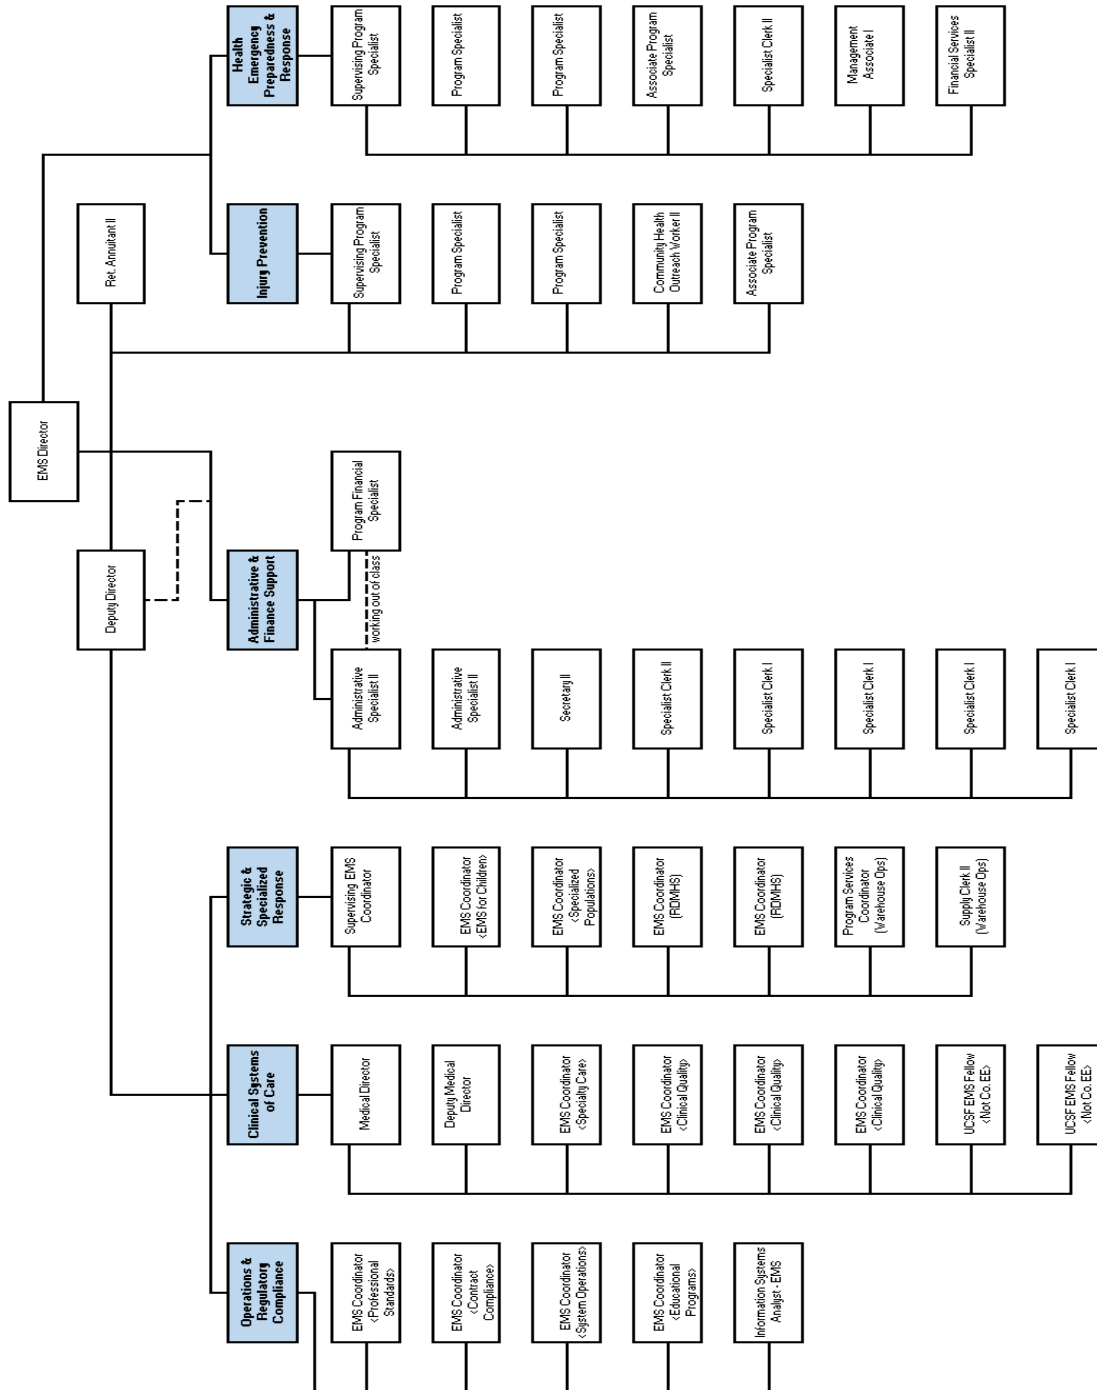 EMS Director
Deputy Director
Ret. Annuitant II
Operations &
Regulatory
Compliance
EMS Coordinator
<Professional
Standards>
EMS Coordinator
<Contract
Compliance>
EMS Coordinator
<System Operations>
EMS Coordinator
<Educational
Programs>
Information Systems
Analyst - EMS
Clinical Systems
of Care
Medical Director
Deputy Medical
Director
EMS Coordinator
<Specialty Care>
EMS Coordinator
<Clinical Quality>
EMS Coordinator
<Clinical Quality>
EMS Coordinator
<Clinical Quality>
UCSF EMS Fellow
<Not Co. EE>
UCSF EMS Fellow
<Not Co. EE>
Strategic &
Specialized
Response
Supervising EMS
Coordinator
EMS Coordinator
<EMS for Children>
EMS Coordinator
<Specialized
Populations>
EMS Coordinator
(RDMHS)
EMS Coordinator
(RDMHS)
Program Services
Coordinator
(Warehouse Ops)
Supply Clerk II
(Warehouse Ops)
Administrative &
Finance Support
Administrative
Specialist II
working out of class
Program Financial
Specialist
Administrative
Specialist II
Secretary II
Specialist Clerk II
Specialist Clerk I
Specialist Clerk I
Specialist Clerk I
Specialist Clerk I
Injury Prevention
Supervising Program
Specialist
Program Specialist
Program Specialist
Community Health
Outreach Worker II
Associate Program
Specialist
Health
Emergency
Preparedness &
Response
Supervising Program
Specialist
Program Specialist
Program Specialist
Associate Program
Specialist
Specialist Clerk II
Management
Associate I
Financial Services
Specialist II